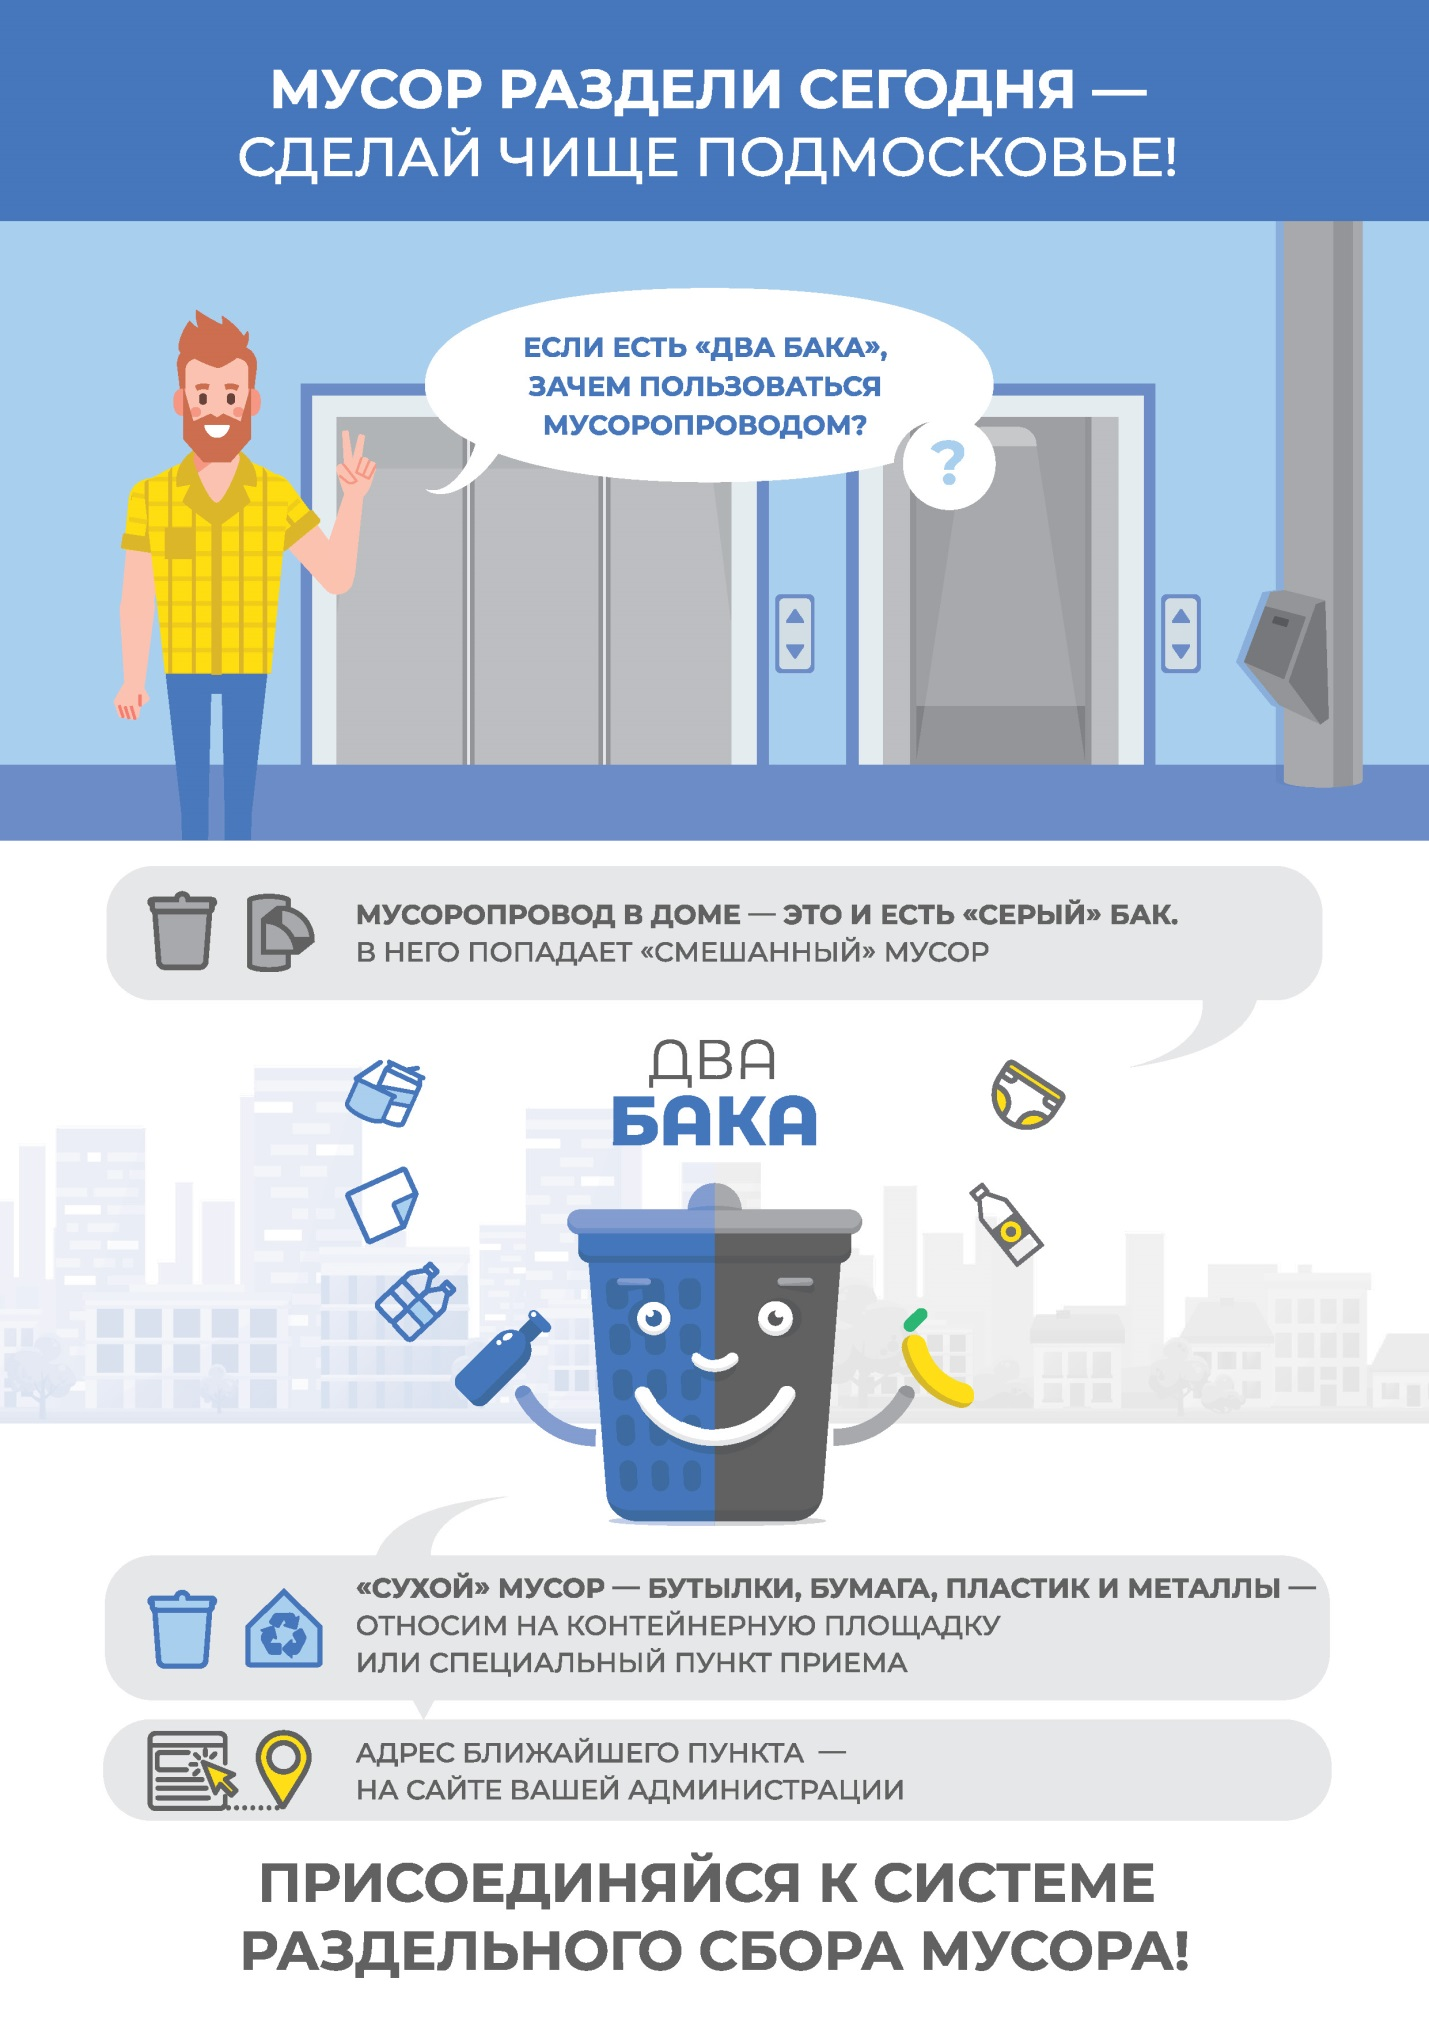 МУСОР РАЗДЕЛИ СЕГОДНЯ —
СДЕЛАЙ ЧИЩЕ ПОДМОСКОВЬЕ!
ЕСЛИ ЕСТЬ «ДВА БАКА»,
ЗАЧЕМ ПОЛЬЗОВАТЬСЯ
МУСОРОПРОВОДОМ?
?
МУСОРОПРОВОД В ДОМЕ — ЭТО И ЕСТЬ «СЕРЫЙ» БАК.
В НЕГО ПОПАДАЕТ «СМЕШАННЫЙ» МУСОР
ДВА
БАКА
«СУХОЙ» МУСОР — БУТЫЛКИ, БУМАГА, ПЛАСТИК И МЕТАЛЛЫ —
ОТНОСИМ НА КОНТЕЙНЕРНУЮ ПЛОЩАДКУ
ИЛИ СПЕЦИАЛЬНЫЙ ПУНКТ ПРИЕМА
АДРЕС БЛИЖАЙШЕГО ПУНКТА —
НА САЙТЕ ВАШЕЙ АДМИНИСТРАЦИИ
ПРИСОЕДИНЯЙСЯ К СИСТЕМЕ
РАЗДЕЛЬНОГО СБОРА МУСОРА!